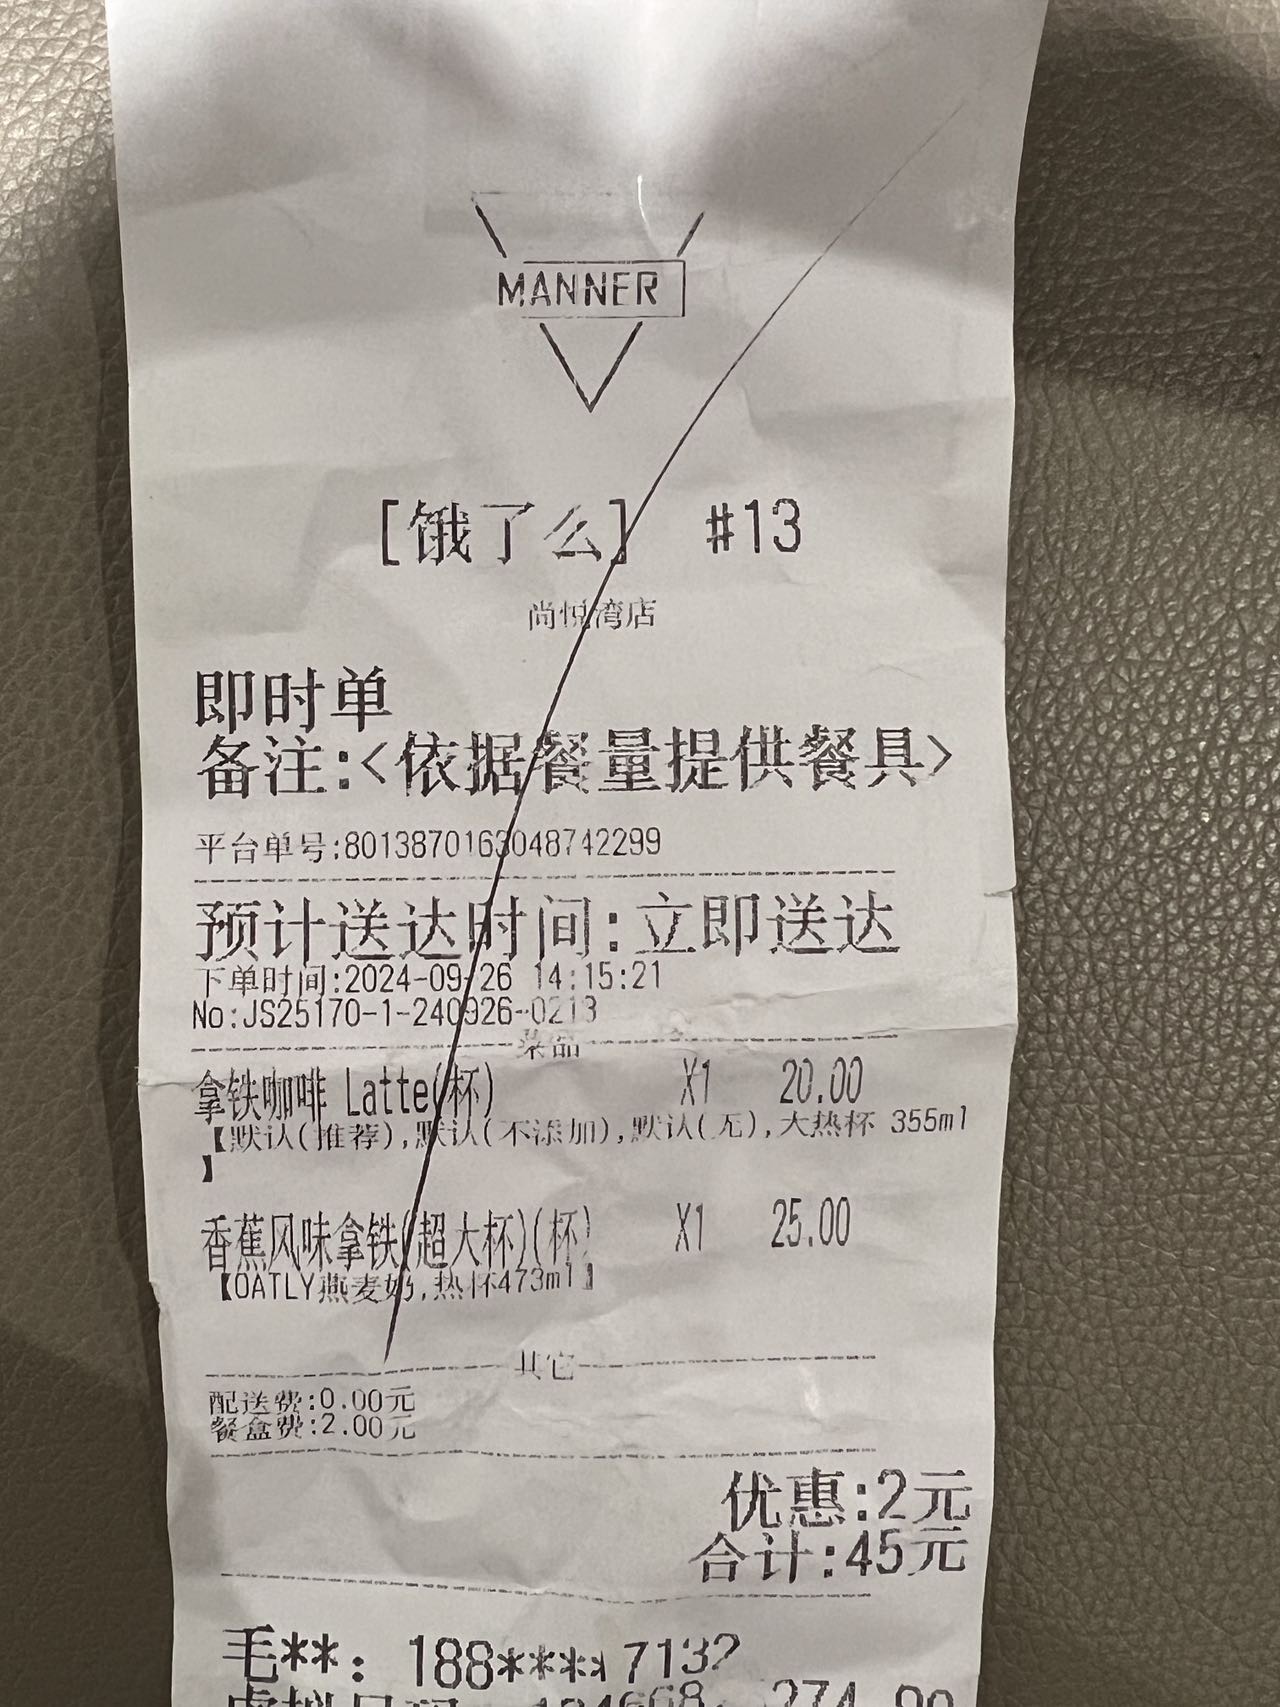 MANNER
[饿了么] #13
尚悦湾店
即时单
备注:<依据餐量提供餐具>
平台单号:8013870163048742299
预计送达时间:立即送达
下单时间:2024-09-26 14:15:21
No:JS25170-1-240926-0213
菜品
拿铁咖啡 Latte(杯) X1 20.00
【默认(推荐),默认(不添加),默认(无),大热杯 355ml
】
香蕉风味拿铁(超大杯)(杯) X1 25.00
【OATLY燕麦奶,热杯473ml】
其它
配送费:0.00元
餐盒费:2.00元
优惠:2元
合计:45元
毛**: 188****7132